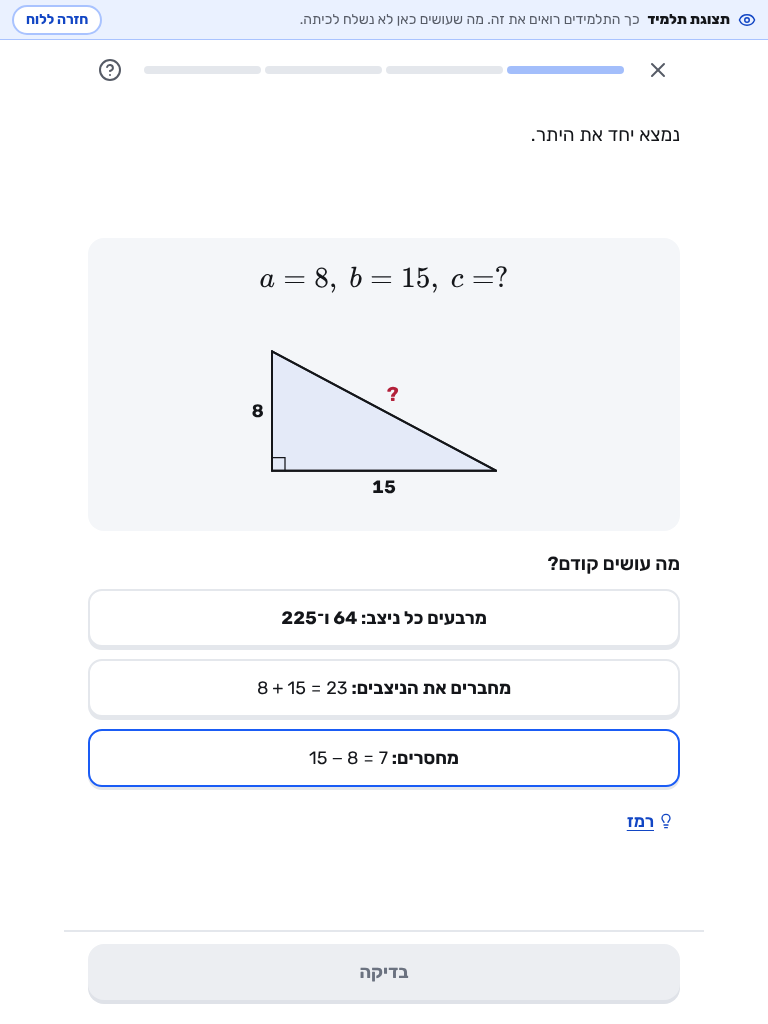 תצוגת תלמיד כך התלמידים רואים את זה. מה שעושים כאן לא נשלח לכיתה. חזרה ללוח
נמצא יחד את היתר.
a = 8, b = 15, c =?
?
8
15
מה עושים קודם?
מרבעים כל ניצב: 64 ו־225
מחברים את הניצבים: 8 + 15 = 23
מחסרים: 15 − 8 = 7
רמז
בדיקה